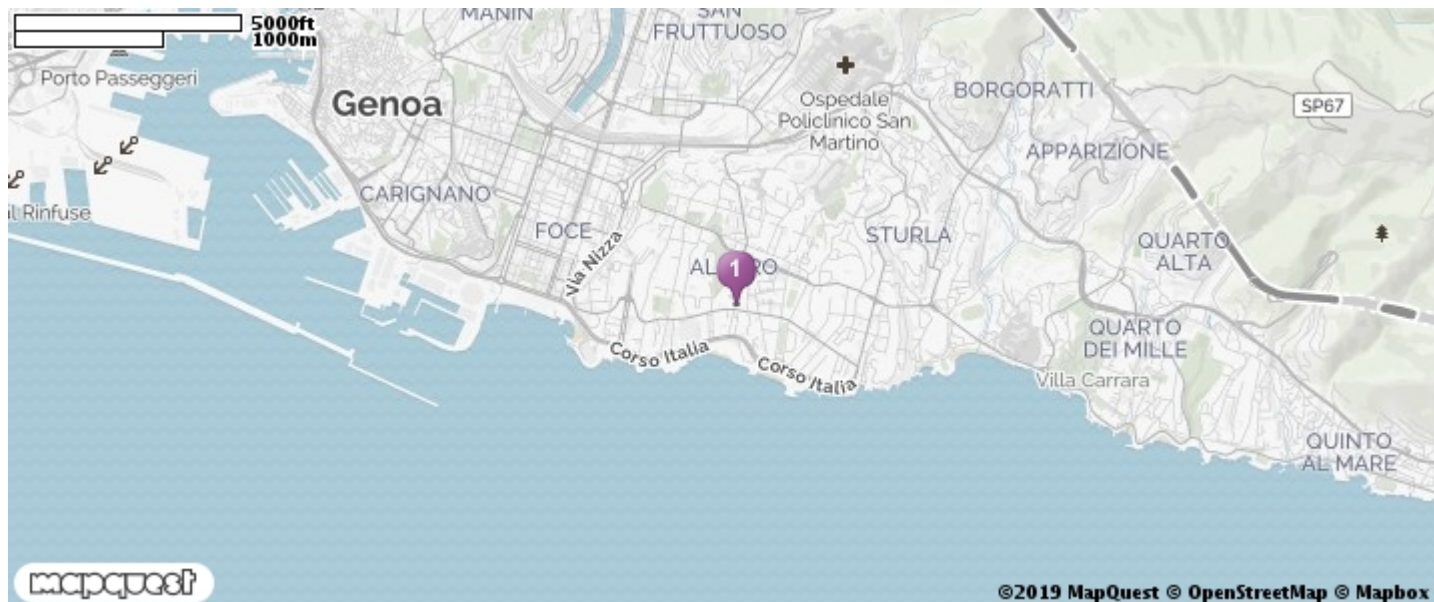 5000ft
1000m
MANIN
SAN
FRUTTUOSO
Porto Passeggeri
Genoa
Ospedale
Policlinico San
Martino
BORGORATTI
SP67
APPARIZIONE
CARIGNANO
al Rinfuse
FOCE
Via Nizza
STURLA
QUARTO
ALTA
1
Corso Italia
Corso Italia
QUARTO
DEI MILLE
Villa Carrara
QUINTO
AL MARE
mapquest
©2019 MapQuest © OpenStreetMap © Mapbox